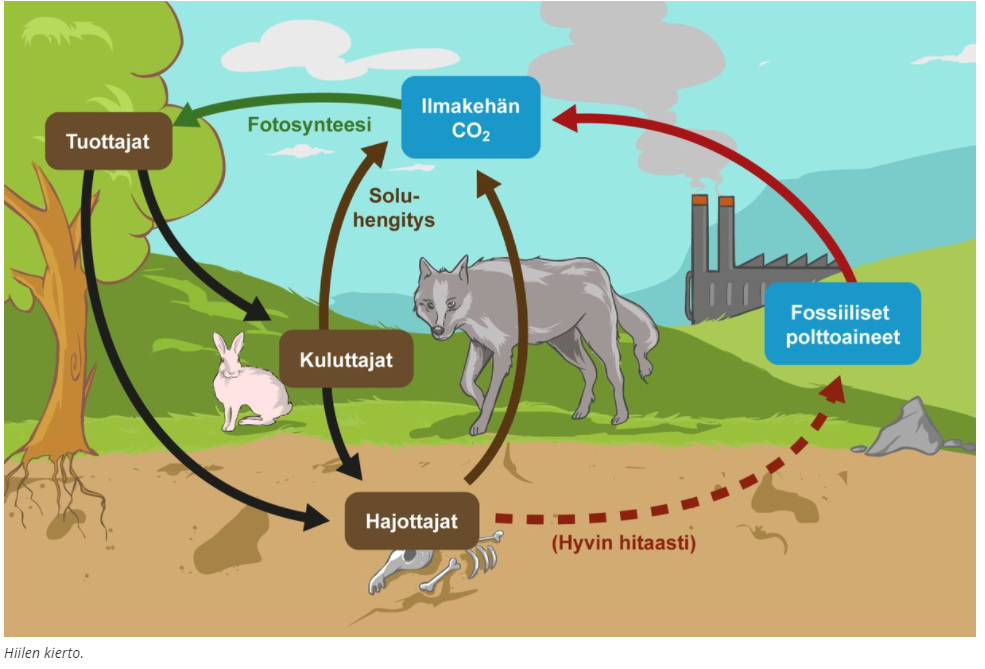 Ilmakehän
CO₂
Fotosynteesi
Tuottajat
Solu-
hengitys
Fossiiliset
polttoaineet
Kuluttajat
Hajottajat
(Hyvin hitaasti)
Hiilen kierto.